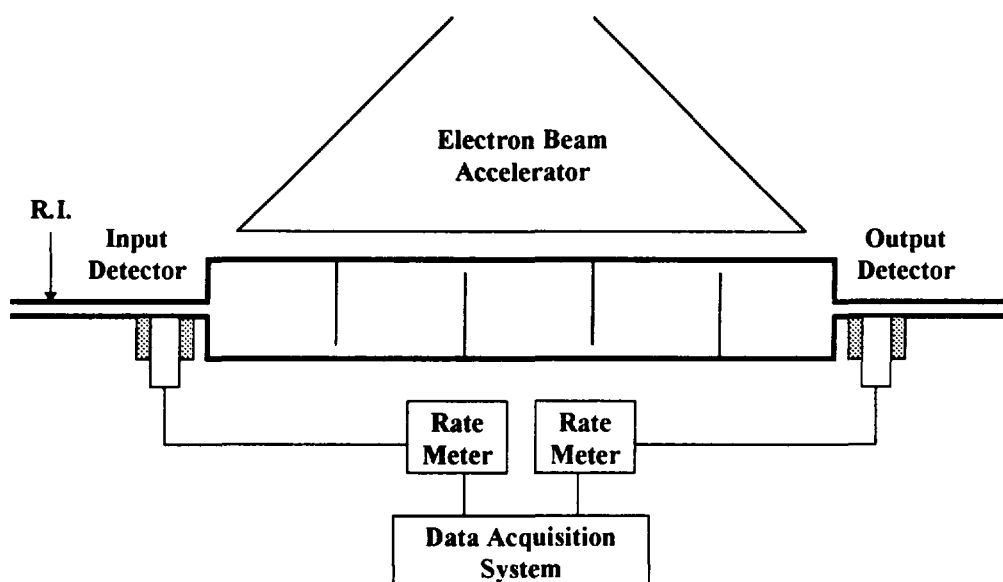 Electron Beam
Accelerator
R.I.
Input
Detector
Output
Detector
Rate
Meter
Rate
Meter
Data Acquisition
System